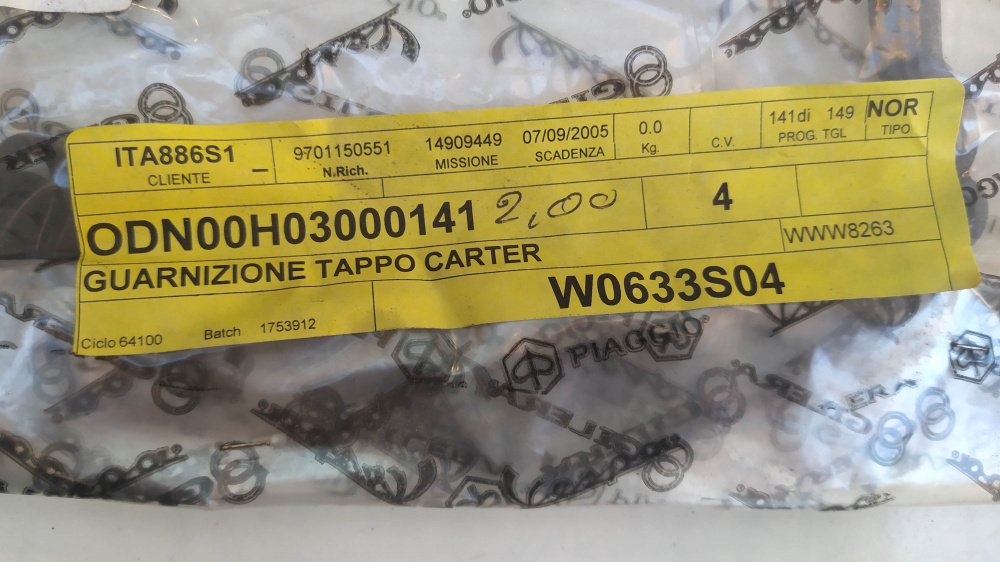 ITA886S1
CLIENTE
9701150551
N.Rich.
14909449
MISSIONE
07/09/2005
SCADENZA
0.0
Kg.
C.V.
141di 149
PROG. TGL
NOR
TIPO
ODN00H03000141
2,00
4
GUARNIZIONE TAPPO CARTER
WWW8263
W0633S04
Ciclo 64100
Batch 1753912
PIAGGIO